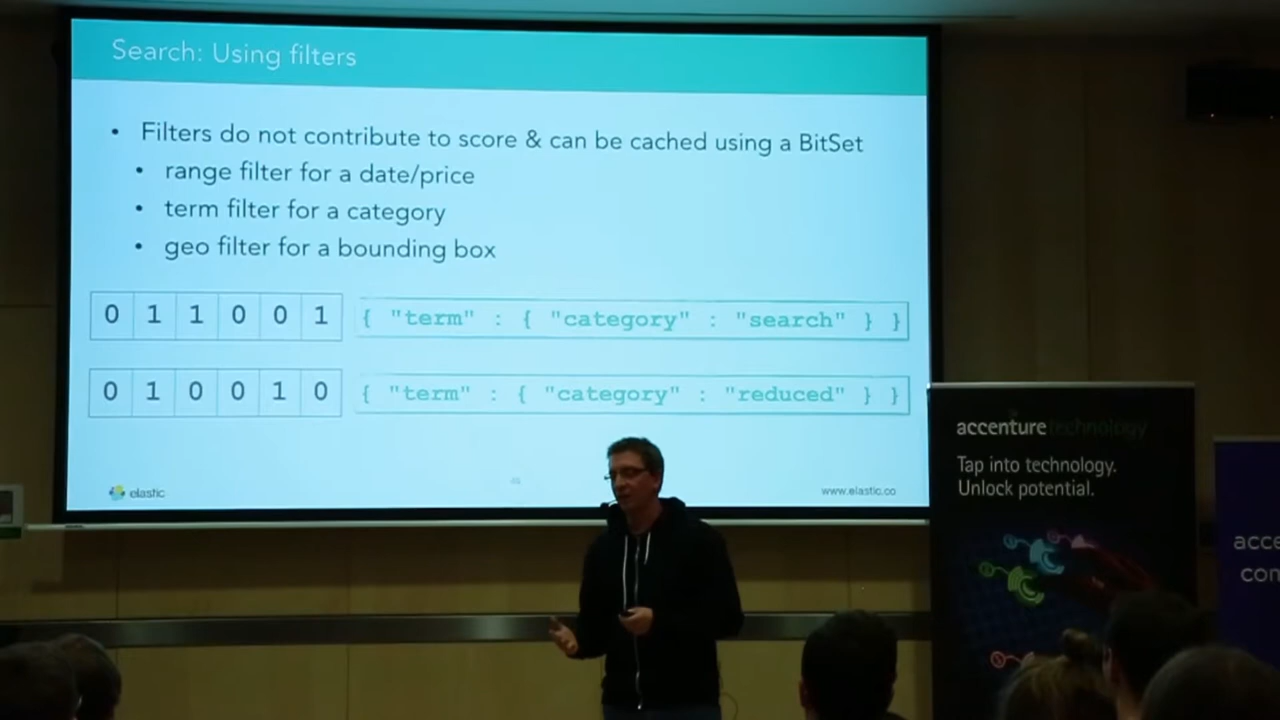 Search: Using filters
• Filters do not contribute to score & can be cached using a BitSet
• range filter for a date/price
• term filter for a category
• geo filter for a bounding box
0 1 1 0 0 1 { "term" : { "category" : "search" } }
0 1 0 0 1 0 { "term" : { "category" : "reduced" } }
elastic
www.elastic.co
accenturetechnology
Tap into technology.
Unlock potential.